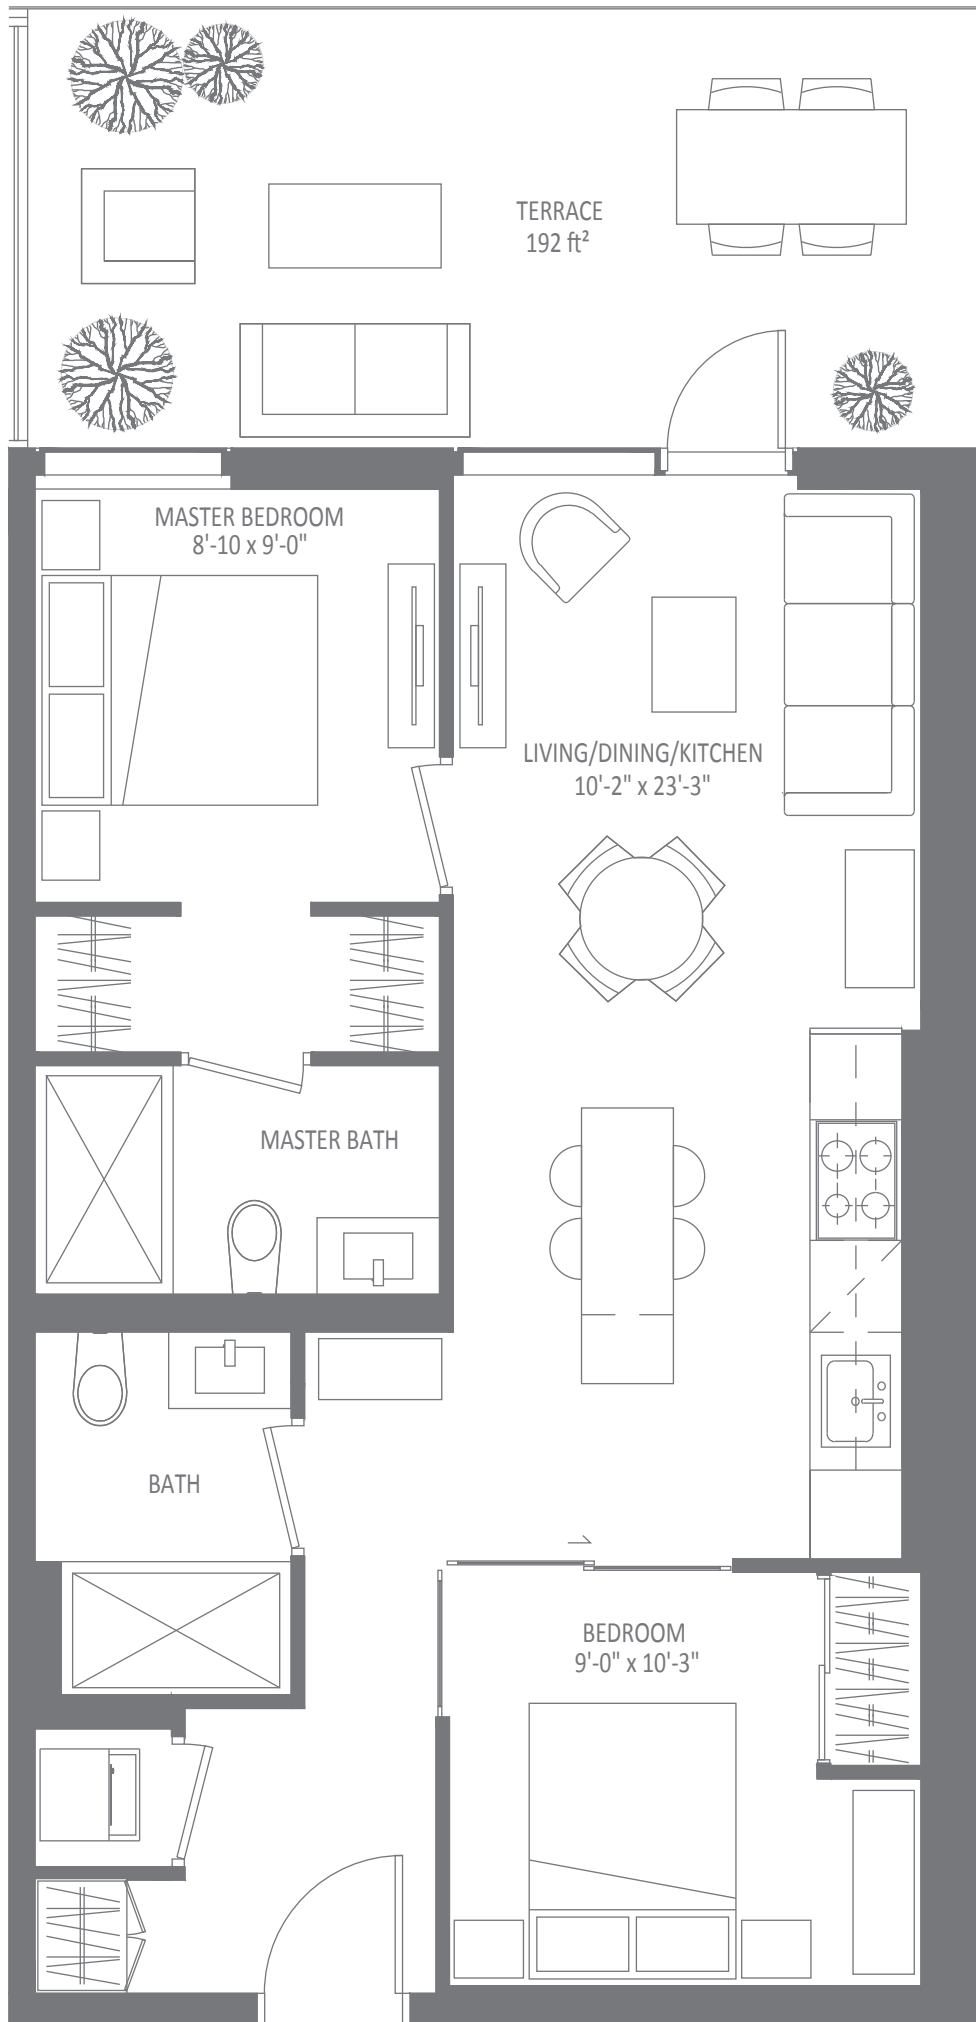 TERRACE
192 ft²
MASTER BEDROOM
8'-10 x 9'-0"
LIVING/DINING/KITCHEN
10'-2" x 23'-3"
MASTER BATH
BATH
BEDROOM
9'-0" x 10'-3"